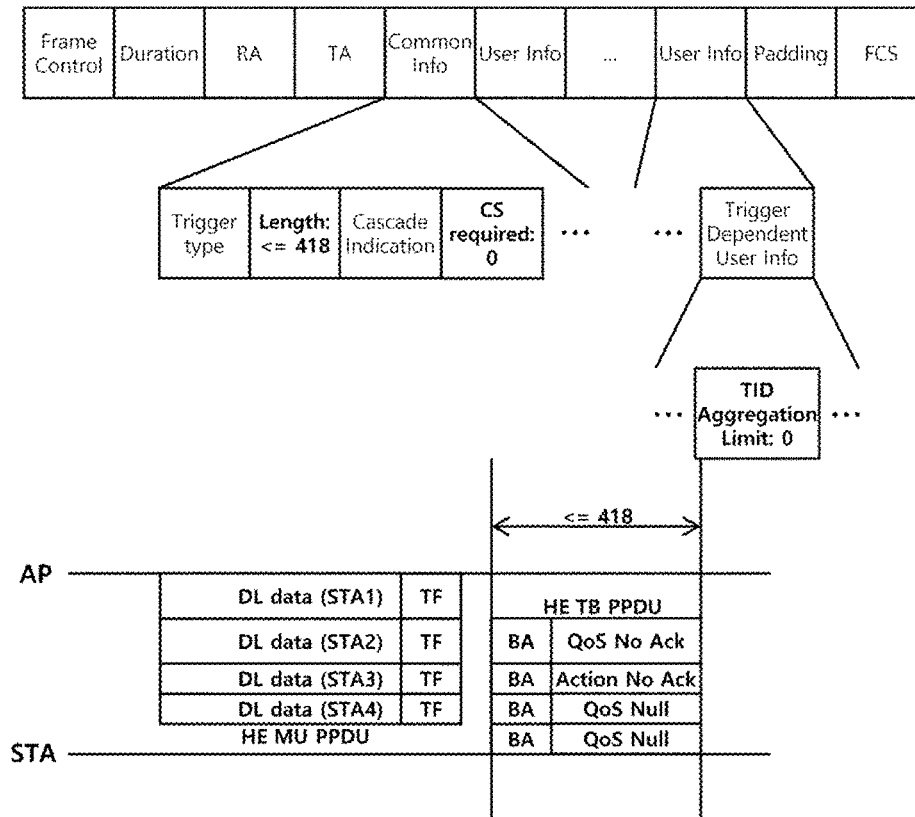 Frame Control
Duration
RA
TA
Common Info
User Info
...
User Info
Padding
FCS
Trigger type
Length: <= 418
Cascade Indication
CS required: 0
...
...
Trigger Dependent User Info
...
TID Aggregation Limit: 0
...
<= 418
AP
DL data (STA1) TF
HE TB PPDU
DL data (STA2) TF
BA QoS No Ack
DL data (STA3) TF
BA Action No Ack
DL data (STA4) TF
BA QoS Null
HE MU PPDU
BA QoS Null
STA